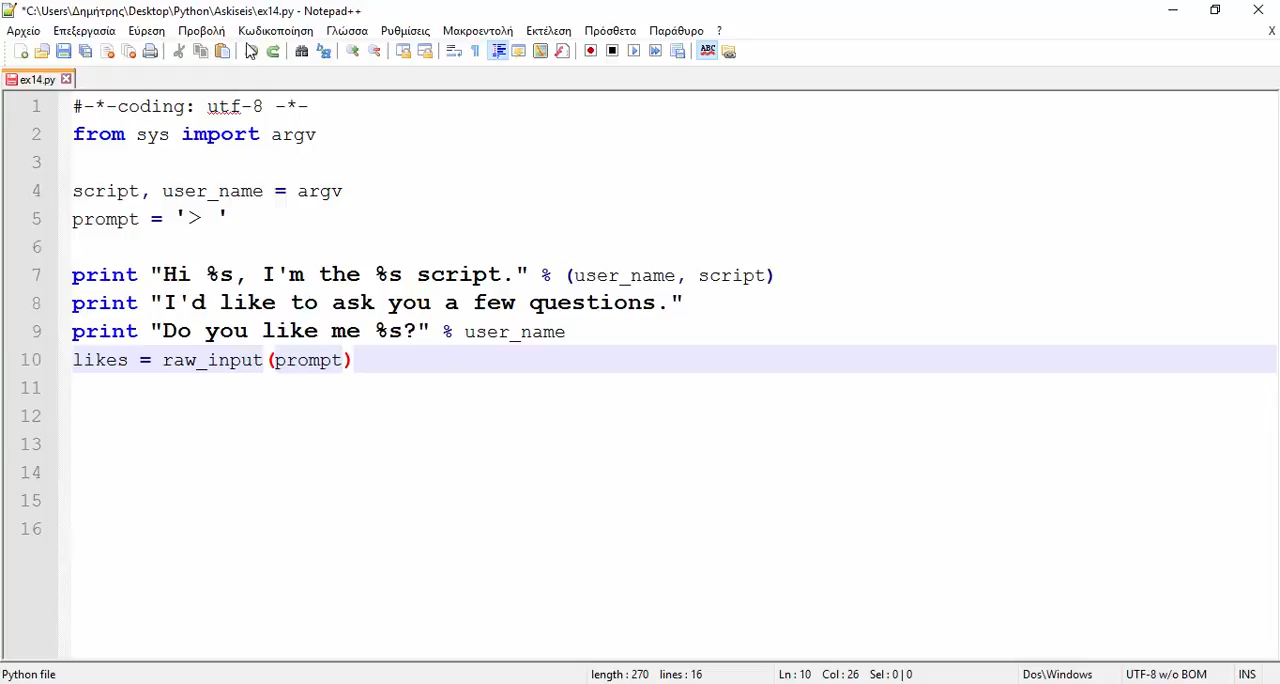 *C:\Users\Δημήτρης\Desktop\Python\Askiseis\ex14.py - Notepad++
Αρχείο Επεξεργασία Εύρεση Προβολή Κωδικοποίηση Γλώσσα Ρυθμίσεις Μακροεντολή Εκτέλεση Πρόσθετα Παράθυρο ? X
ex14.py
1 #-*-coding: utf-8 -*-
2 from sys import argv
3
4 script, user_name = argv
5 prompt = '> '
6
7 print "Hi %s, I'm the %s script." % (user_name, script)
8 print "I'd like to ask you a few questions."
9 print "Do you like me %s?" % user_name
10 likes = raw_input(prompt)
11
12
13
14
15
16
Python file length : 270 lines : 16 Ln : 10 Col : 26 Sel : 0 | 0 Dos\Windows UTF-8 w/o BOM INS